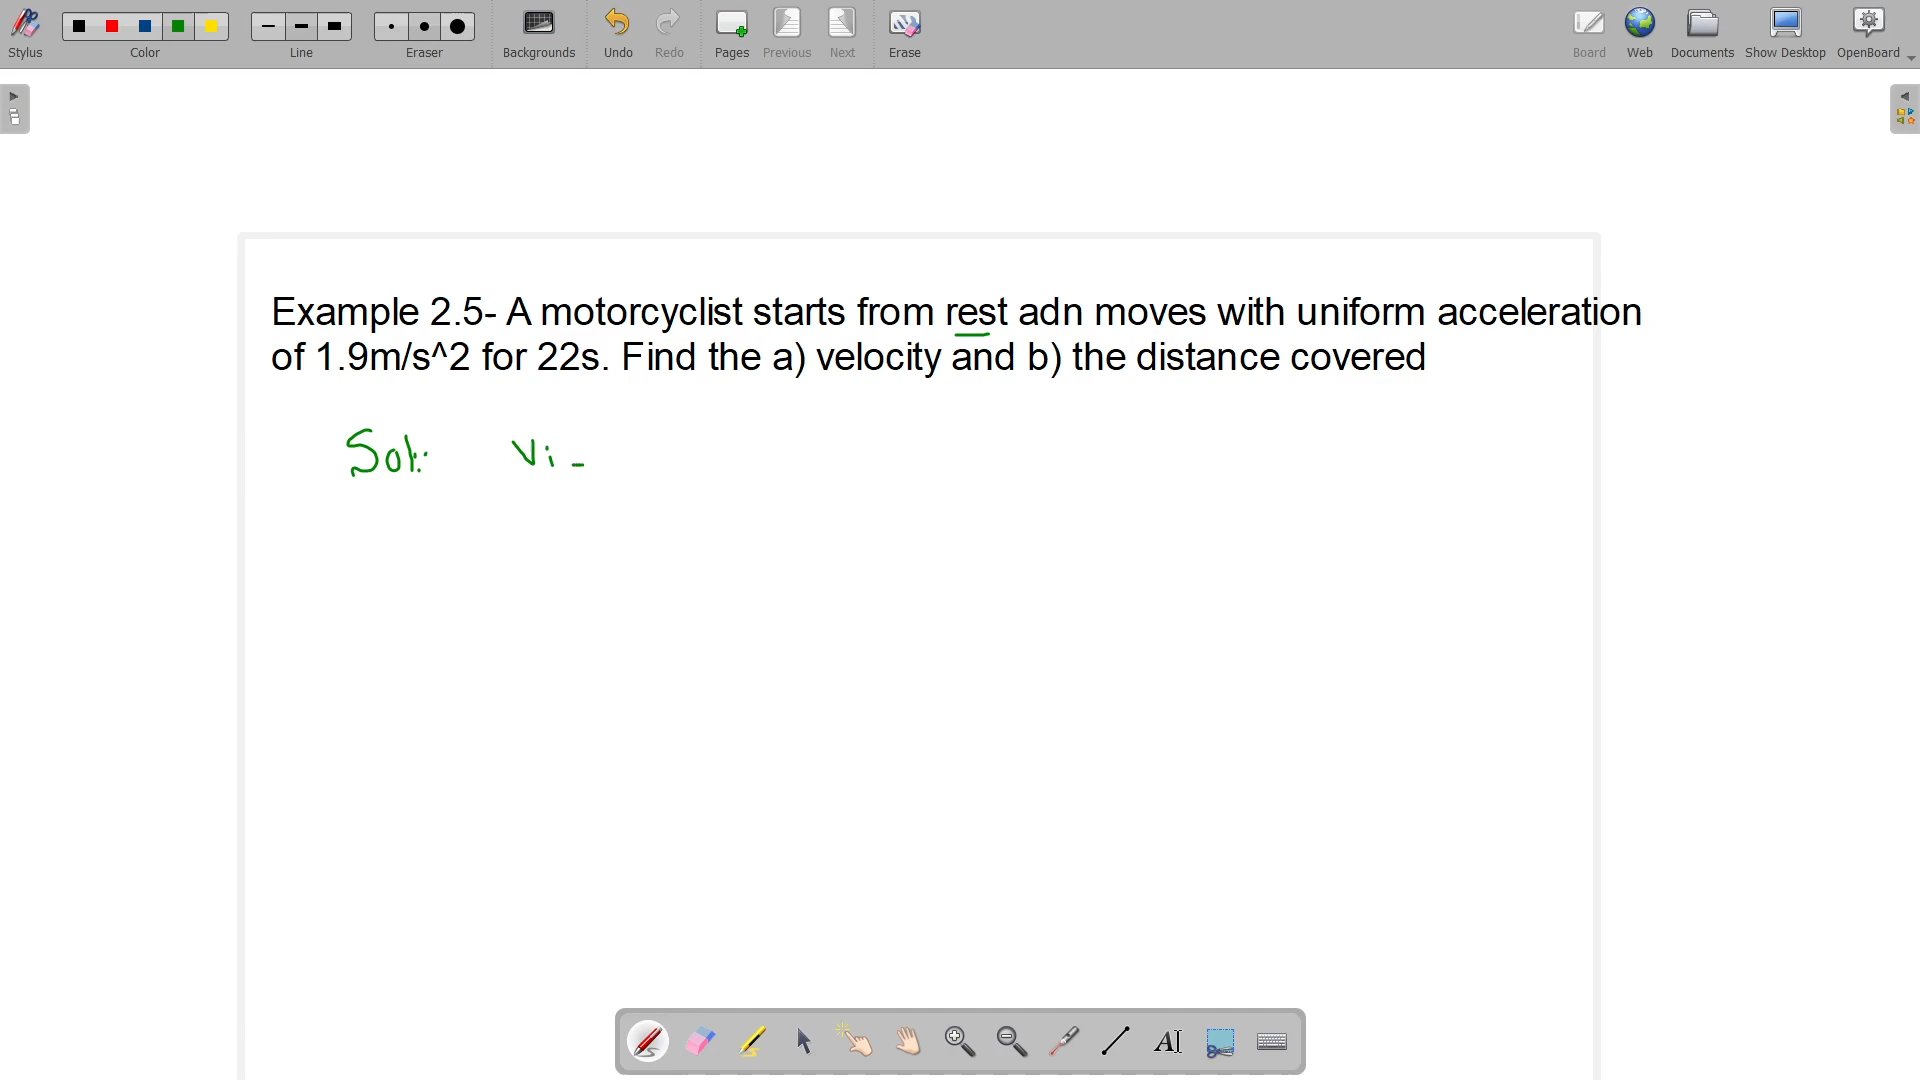 Stylus Color Line Eraser Backgrounds Undo Redo Pages Previous Next Erase Board Web Documents Show Desktop OpenBoard
Example 2.5- A motorcyclist starts from rest adn moves with uniform acceleration
of 1.9m/s^2 for 22s. Find the a) velocity and b) the distance covered
Sol: Vi -